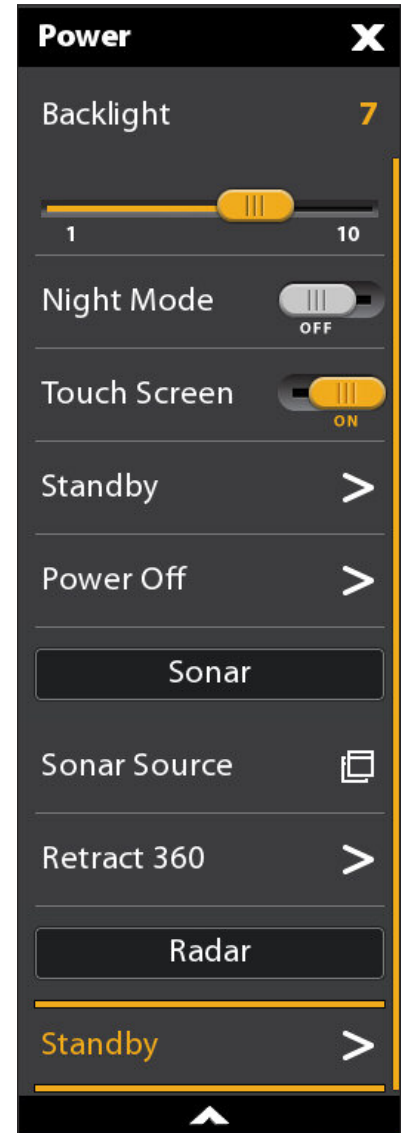 Power X
Backlight 7
1 10
Night Mode
OFF
Touch Screen
ON
Standby >
Power Off >
Sonar
Sonar Source
Retract 360 >
Radar
Standby >